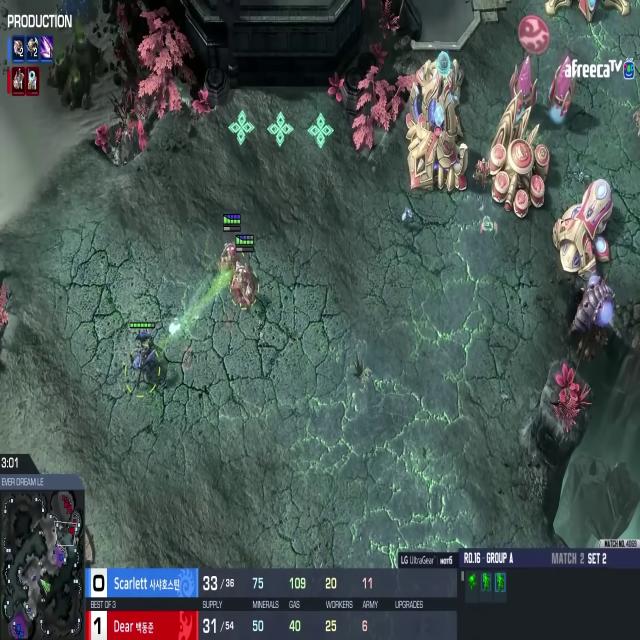 PRODUCTION
2 2
afreecaTV
3:01
EVER DREAM LE
LG UltraGear
RO.16 - GROUP A MATCH 2 SET 2
0 Scarlett 사샤호스틴 33 / 36 75 109 20 11
BEST OF 3 SUPPLY MINERALS GAS WORKERS ARMY UPGRADES
1 Dear 백동준 31 / 54 50 40 25 6